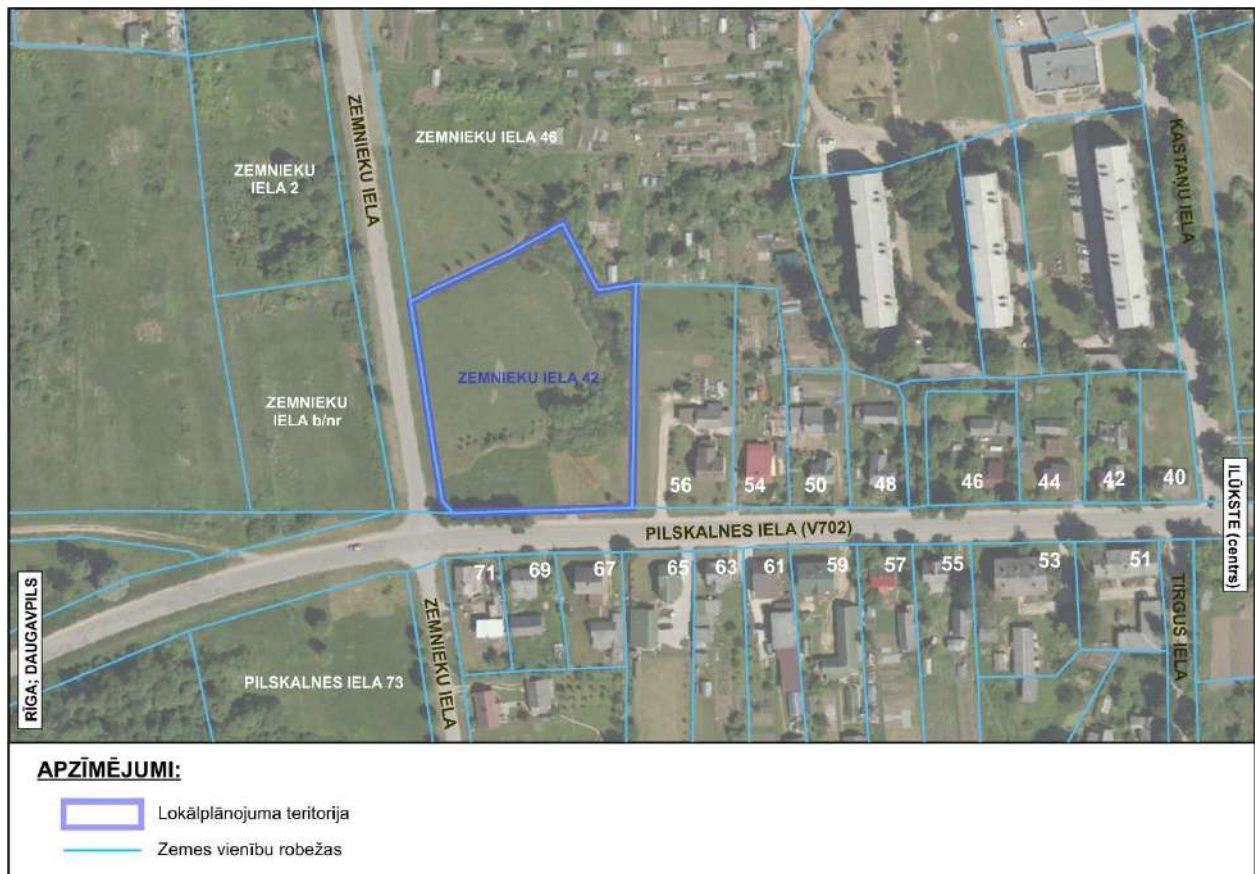 ZEMNIEKU IELA
ZEMNIEKU IELA 46
KASTAŅU IELA
ZEMNIEKU
IELA 2
ZEMNIEKU IELA 42
ZEMNIEKU
IELA b/nr
56
54
50
48
46
44
42
40
ILŪKSTE (centrs)
PILSKALNES IELA (V702)
71
69
67
65
63
61
59
57
55
53
51
RĪGA; DAUGAVPILS
ZEMNIEKU IELA
TIRGUS IELA
PILSKALNES IELA 73
APZĪMĒJUMI:
Lokālplānojuma teritorija
Zemes vienību robežas